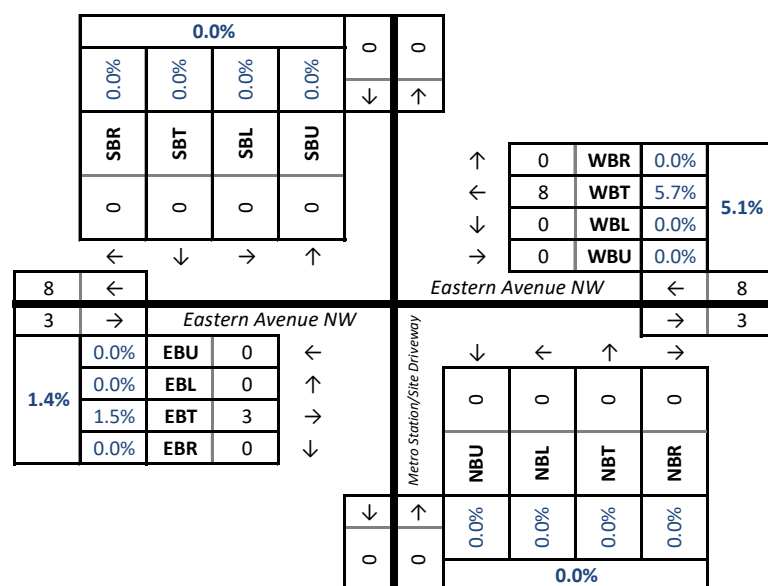 0.0%
0 0
0.0% 0.0% 0.0% 0.0%
↓ ↑
SBR SBT SBL SBU
0 0 0 0
← ↓ → ↑
↑ 0 WBR 0.0%
← 8 WBT 5.7%
↓ 0 WBL 0.0%
→ 0 WBU 0.0%
5.1%
8 ←
Eastern Avenue NW
← 8
3 →
Eastern Avenue NW
→ 3
1.4%
0.0% EBU 0 ←
0.0% EBL 0 ↑
1.5% EBT 3 →
0.0% EBR 0 ↓
Metro Station/Site Driveway
↓ ← ↑ →
0 0 0 0
NBU NBL NBT NBR
↓ ↑
0.0% 0.0% 0.0% 0.0%
0 0
0.0%